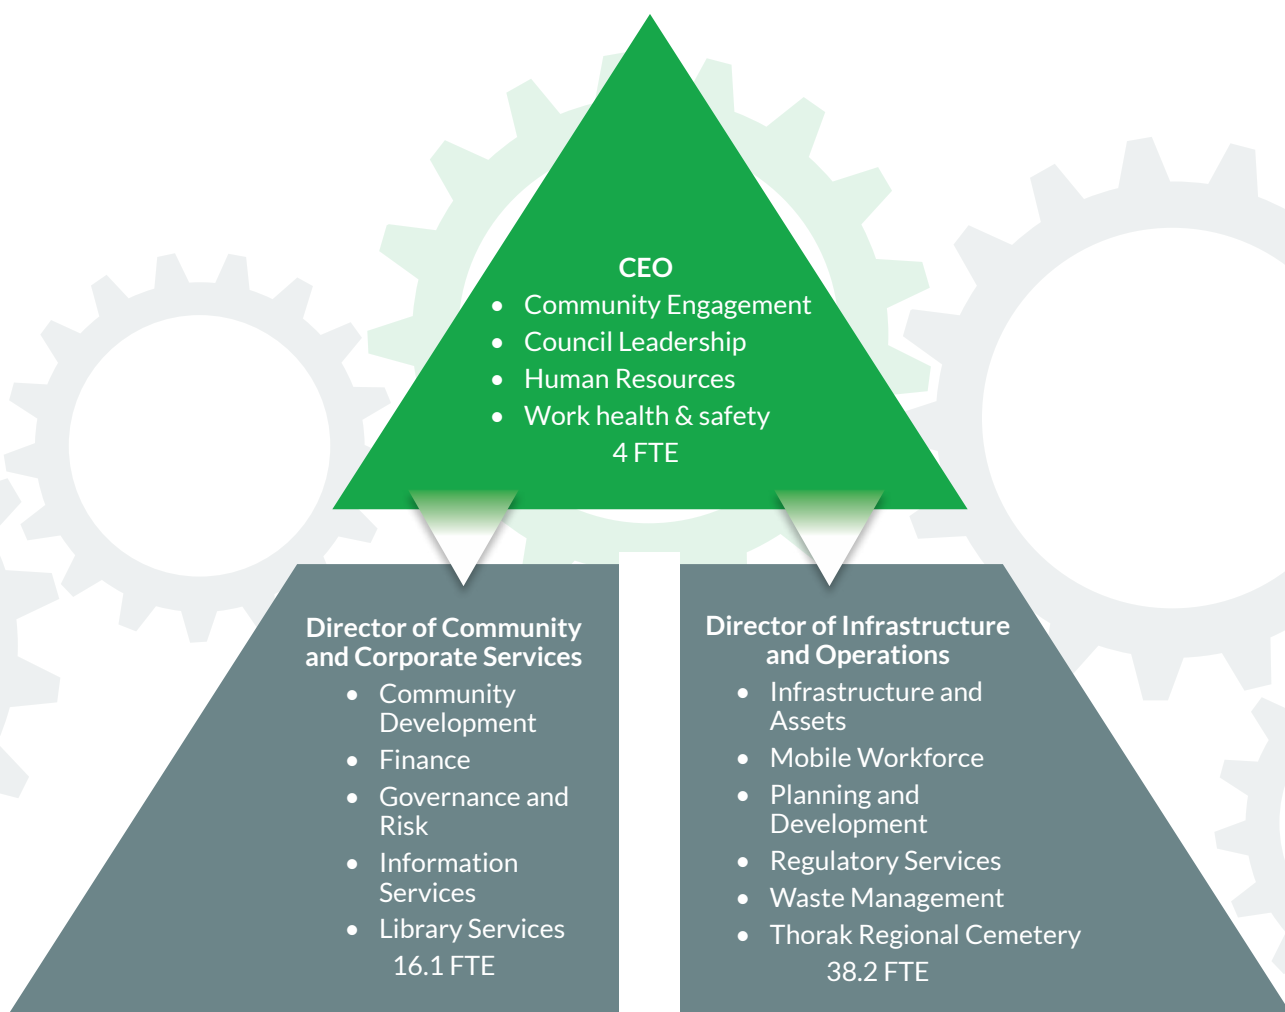 CEO
• Community Engagement
• Council Leadership
• Human Resources
• Work health & safety
4 FTE
Director of Community
and Corporate Services
• Community
Development
• Finance
• Governance and
Risk
• Information
Services
• Library Services
16.1 FTE
Director of Infrastructure
and Operations
• Infrastructure and
Assets
• Mobile Workforce
• Planning and
Development
• Regulatory Services
• Waste Management
• Thorak Regional Cemetery
38.2 FTE